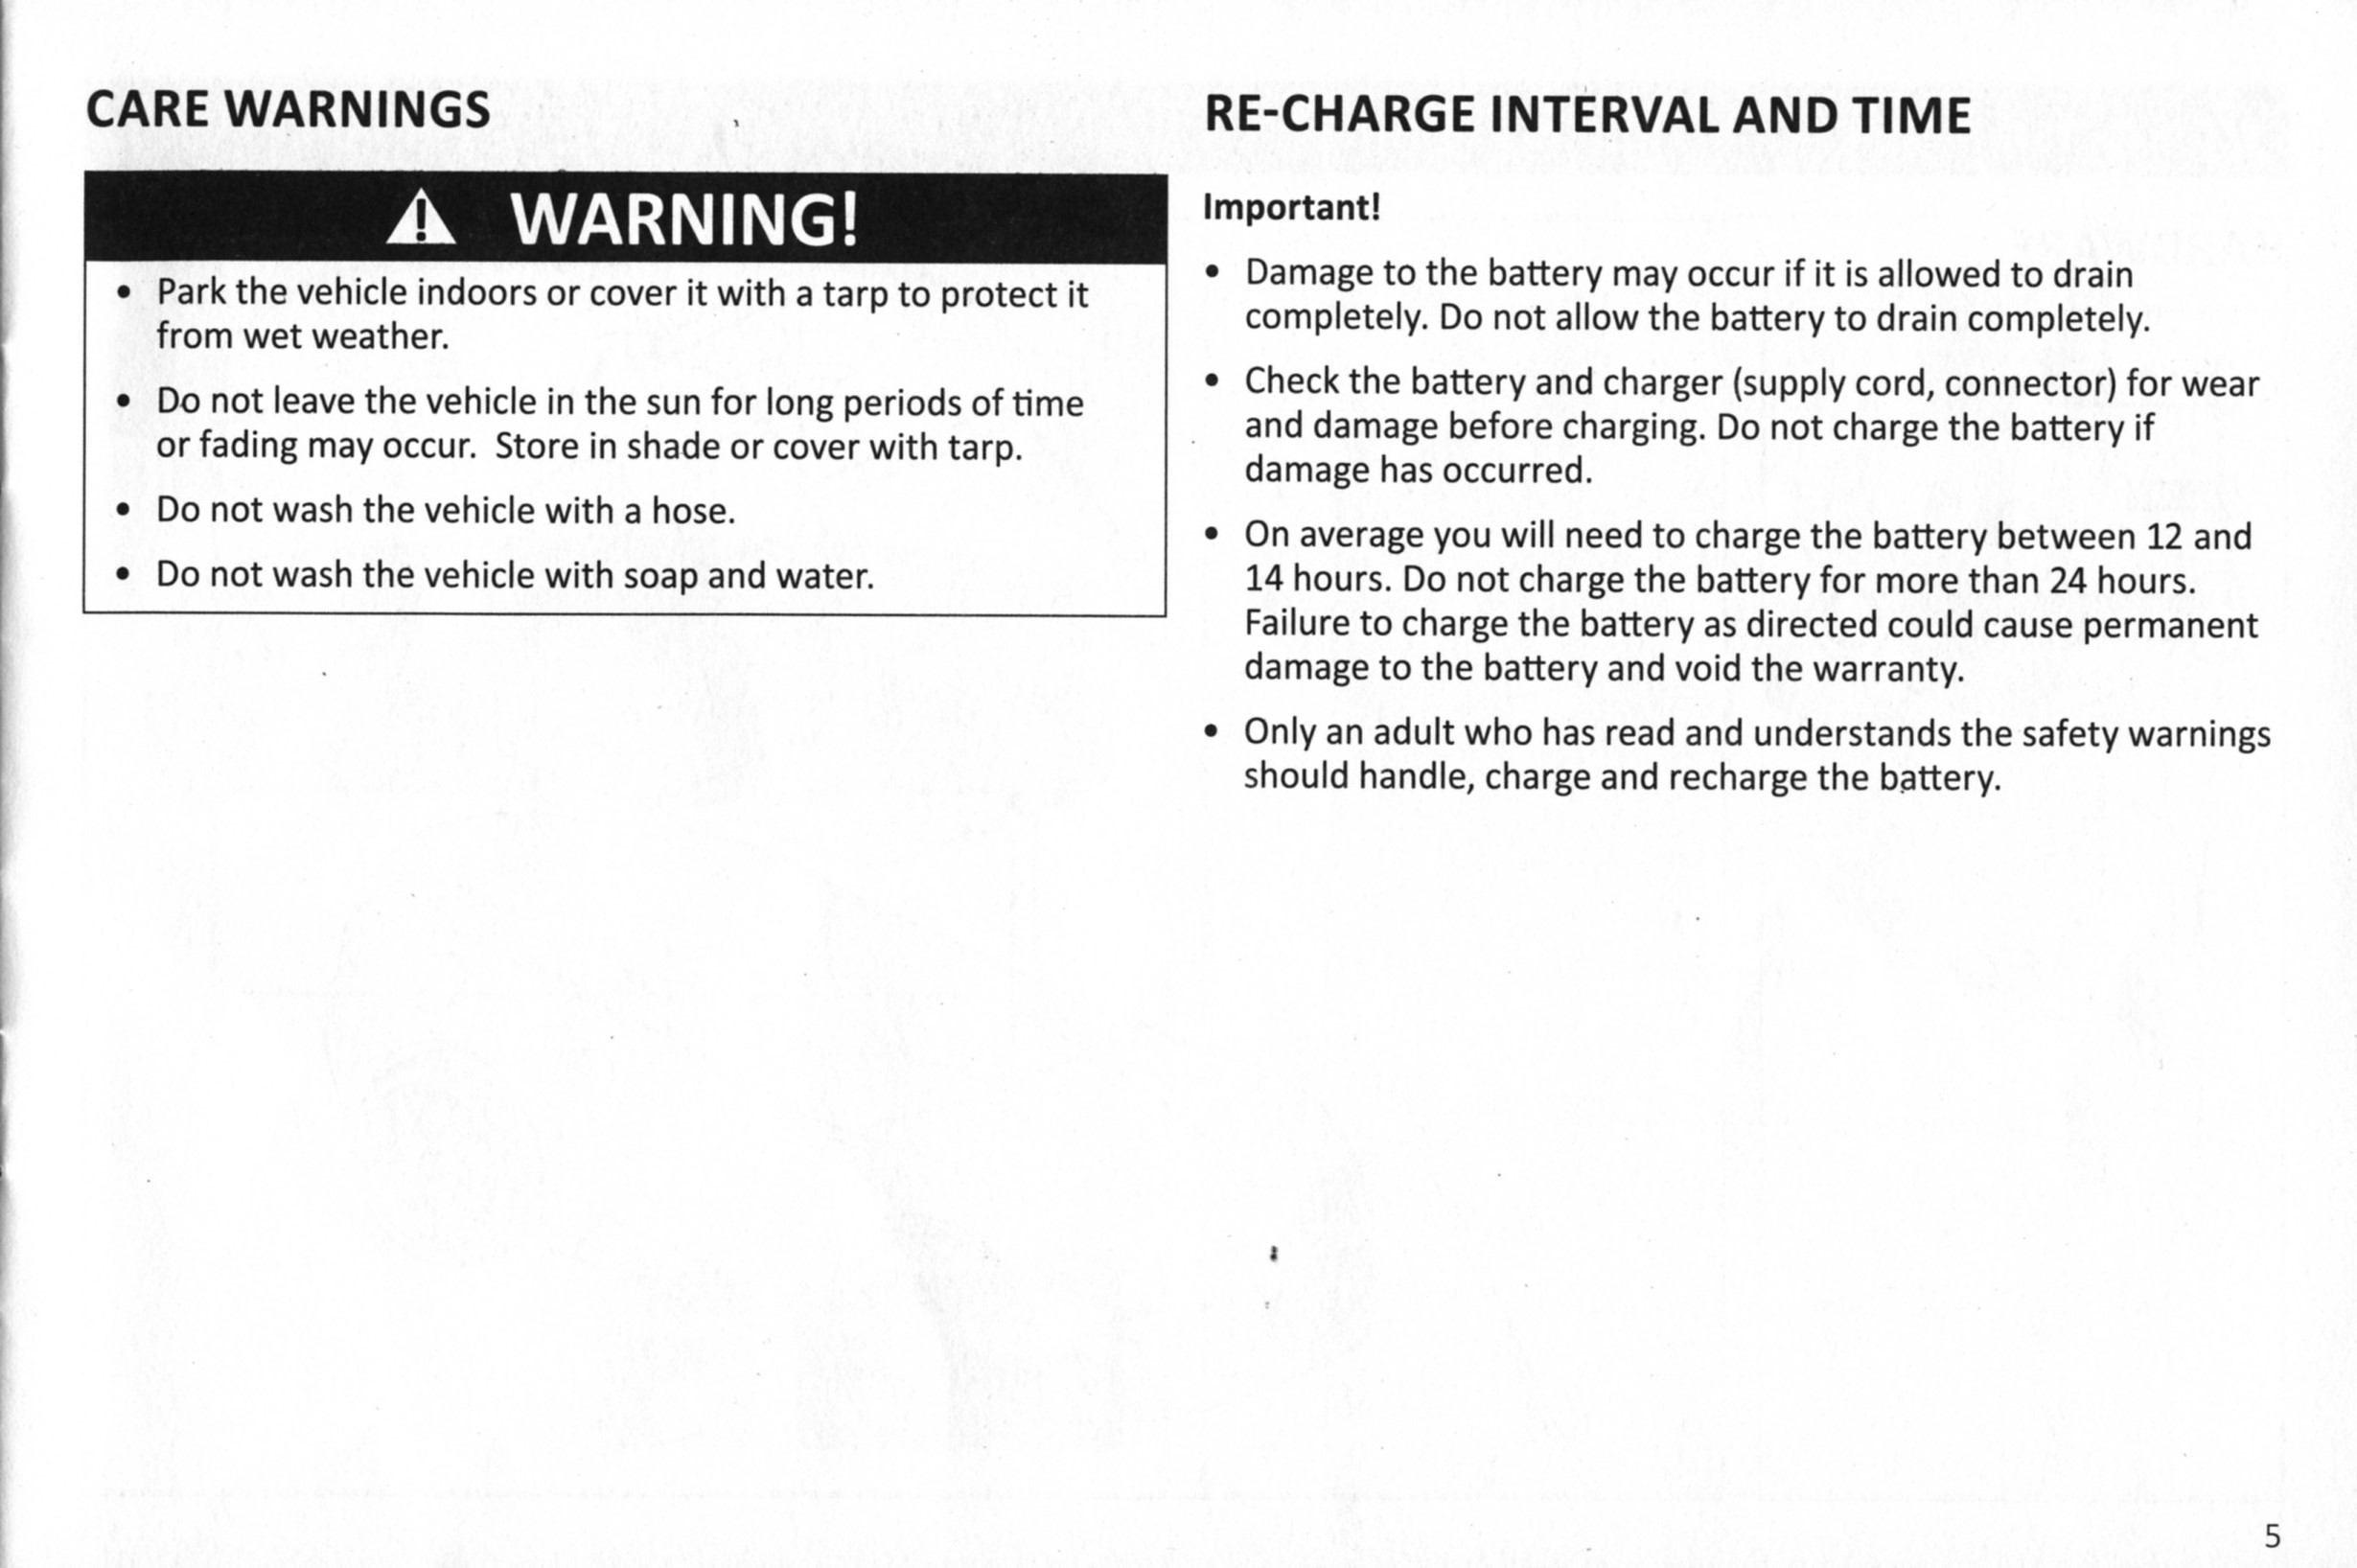 CARE WARNINGS
WARNING!
• Park the vehicle indoors or cover it with a tarp to protect it
from wet weather.
• Do not leave the vehicle in the sun for long periods of time
or fading may occur.  Store in shade or cover with tarp.
• Do not wash the vehicle with a hose.
• Do not wash the vehicle with soap and water.
RE-CHARGE INTERVAL AND TIME
Important!
• Damage to the battery may occur if it is allowed to drain
completely. Do not allow the battery to drain completely.
• Check the battery and charger (supply cord, connector) for wear
and damage before charging. Do not charge the battery if
damage has occurred.
• On average you will need to charge the battery between 12 and
14 hours. Do not charge the battery for more than 24 hours.
Failure to charge the battery as directed could cause permanent
damage to the battery and void the warranty.
• Only an adult who has read and understands the safety warnings
should handle, charge and recharge the battery.
5